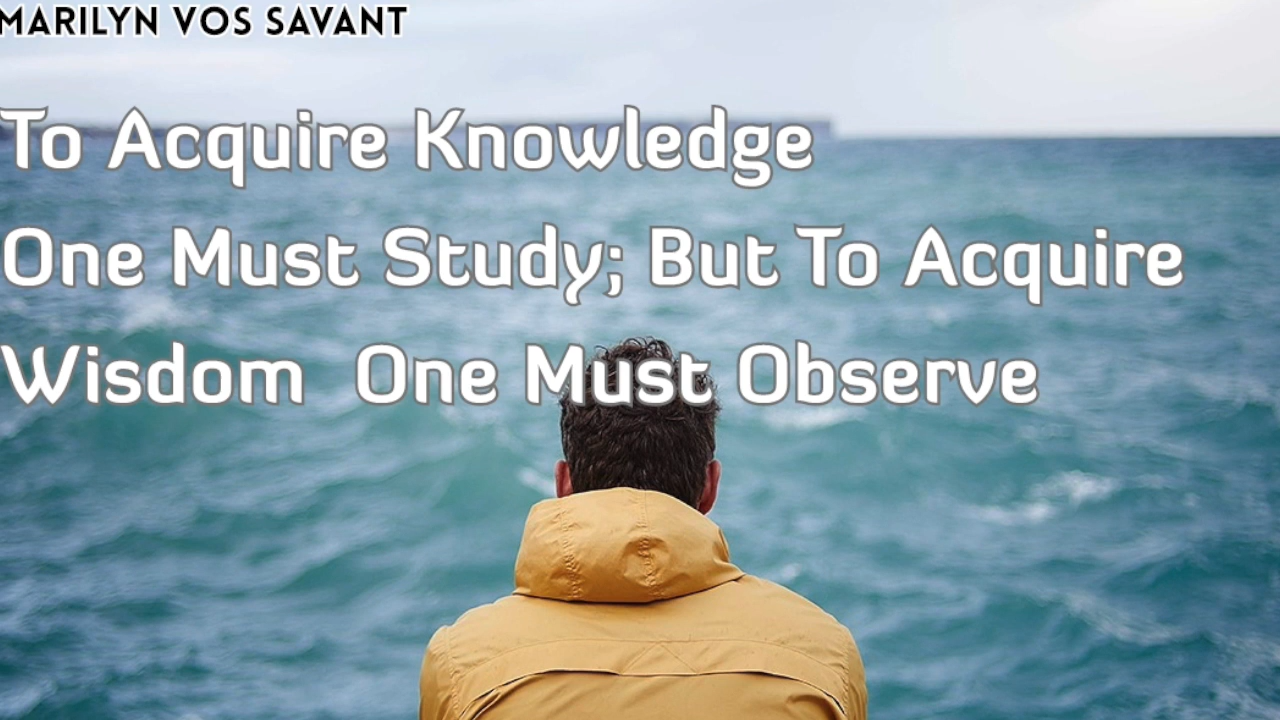 MARILYN VOS SAVANT
To Acquire Knowledge
One Must Study; But To Acquire
Wisdom  One Must Observe